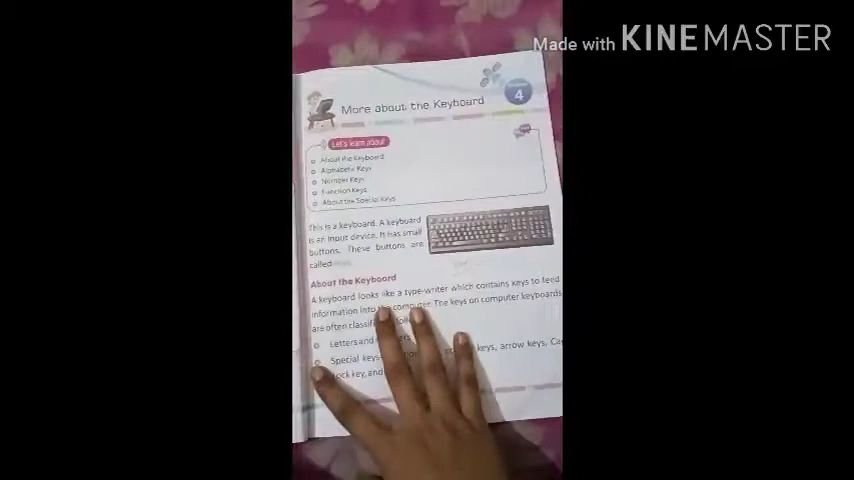 Made with KINEMASTER
4
More about the Keyboard
Let's learn about
About the Keyboard
Alphabetic Keys
Number Keys
Function Keys
About the Special Keys
This is a keyboard. A keyboard
is an input device. It has small
buttons. These buttons are
called
About the Keyboard
A keyboard looks like a type-writer which contains keys to feed
information into the computer. The keys on computer keyboards
are often
Letters and
Special keys keys, arrow keys,
key, and